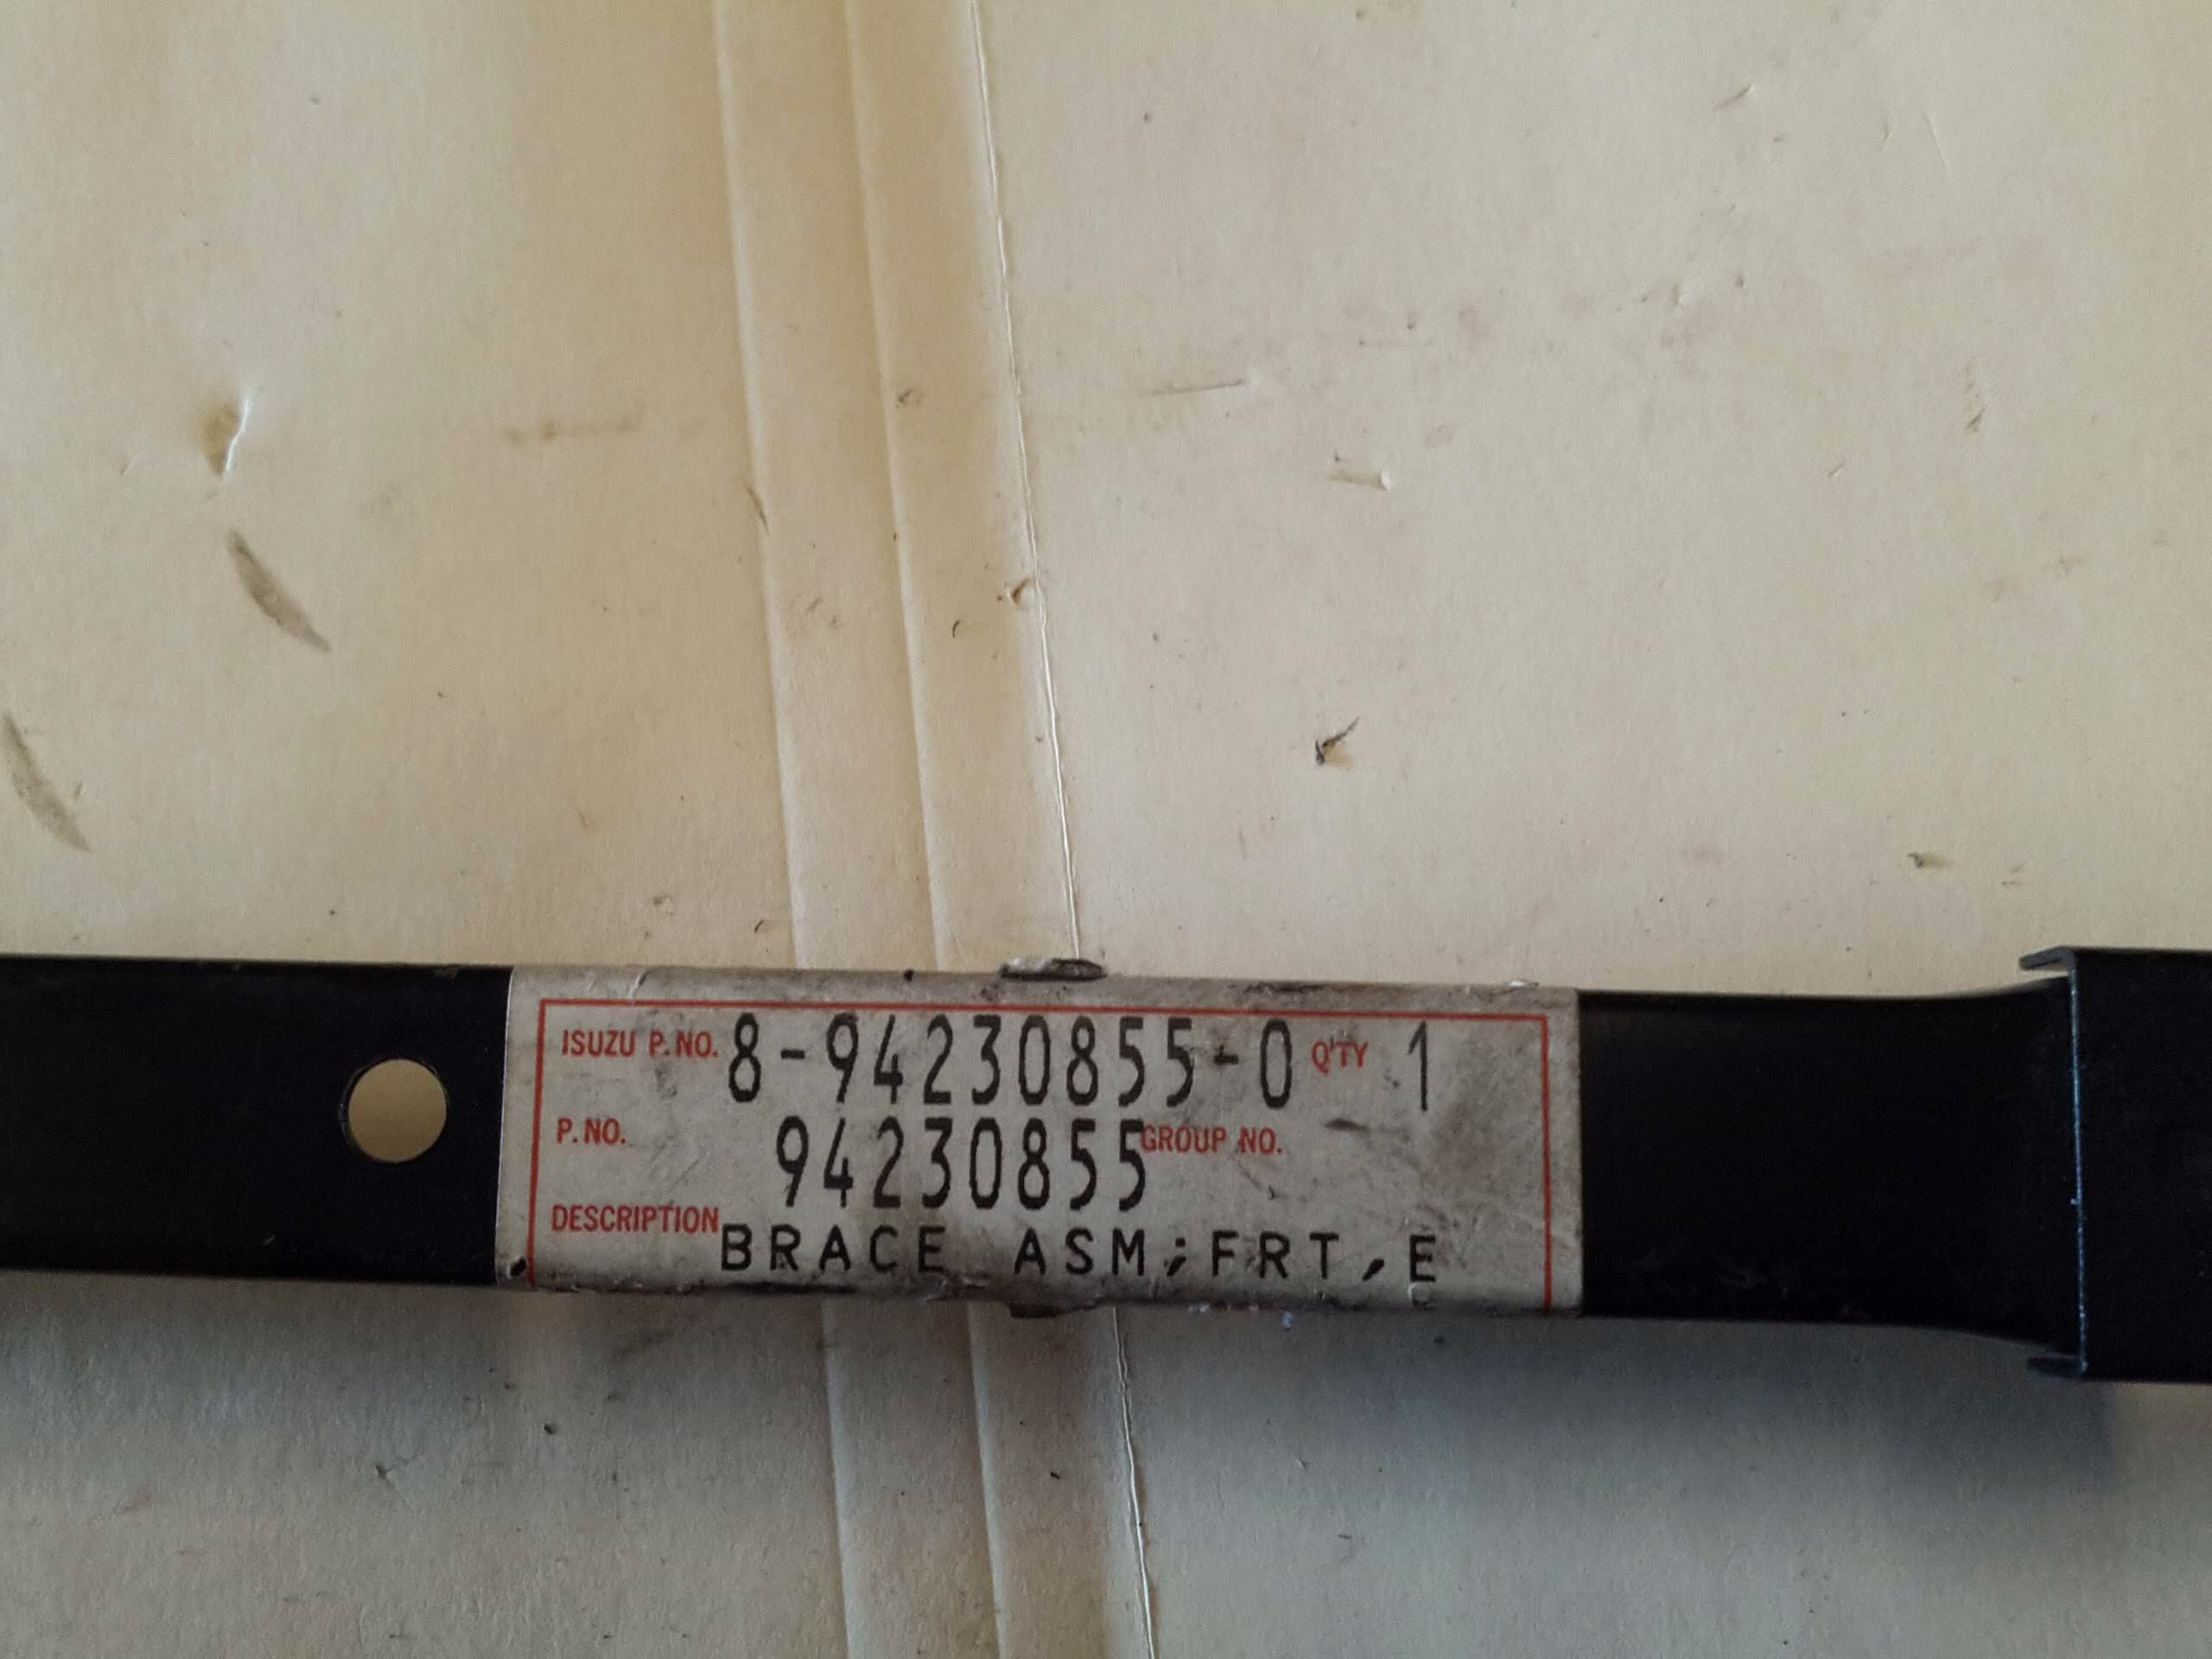 ISUZU P.NO. 8-94230855-0 Q'TY 1
P.NO. 94230855 GROUP NO.
DESCRIPTION BRACE ASM;FRT,E